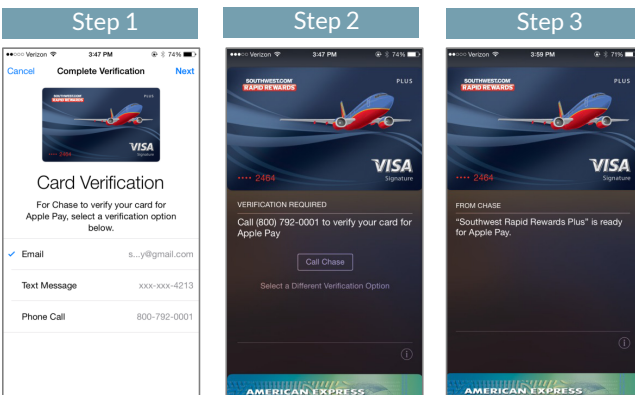 Step 1
Verizon 3:47 PM 74%
Cancel Complete Verification Next
SOUTHWEST.COM
RAPID REWARDS
PLUS
•••• 2464
VISA
Signature
Card Verification
For Chase to verify your card for
Apple Pay, select a verification option
below.
✓ Email s...y@gmail.com
Text Message xxx-xxx-4213
Phone Call 800-792-0001
Step 2
Verizon 3:47 PM 74%
SOUTHWEST.COM
RAPID REWARDS
PLUS
•••• 2464
VISA
Signature
VERIFICATION REQUIRED
Call (800) 792-0001 to verify your card for
Apple Pay
Call Chase
Select a Different Verification Option
AMERICAN EXPRESS
Step 3
Verizon 3:59 PM 71%
SOUTHWEST.COM
RAPID REWARDS
PLUS
•••• 2464
VISA
Signature
FROM CHASE
“Southwest Rapid Rewards Plus” is ready
for Apple Pay.
AMERICAN EXPRESS